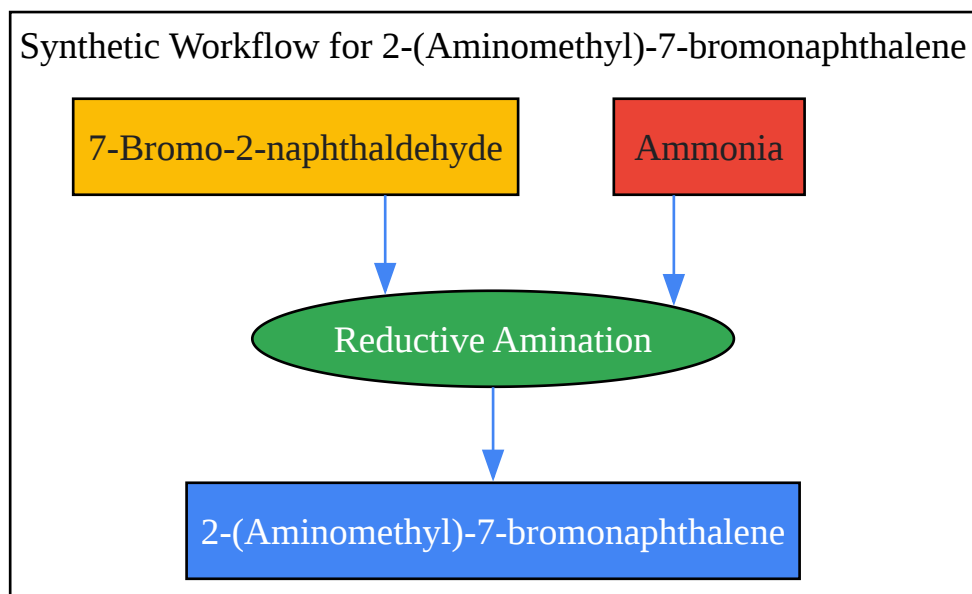 Synthetic Workflow for 2-(Aminomethyl)-7-bromonaphthalene
7-Bromo-2-naphthaldehyde
Ammonia
Reductive Amination
2-(Aminomethyl)-7-bromonaphthalene